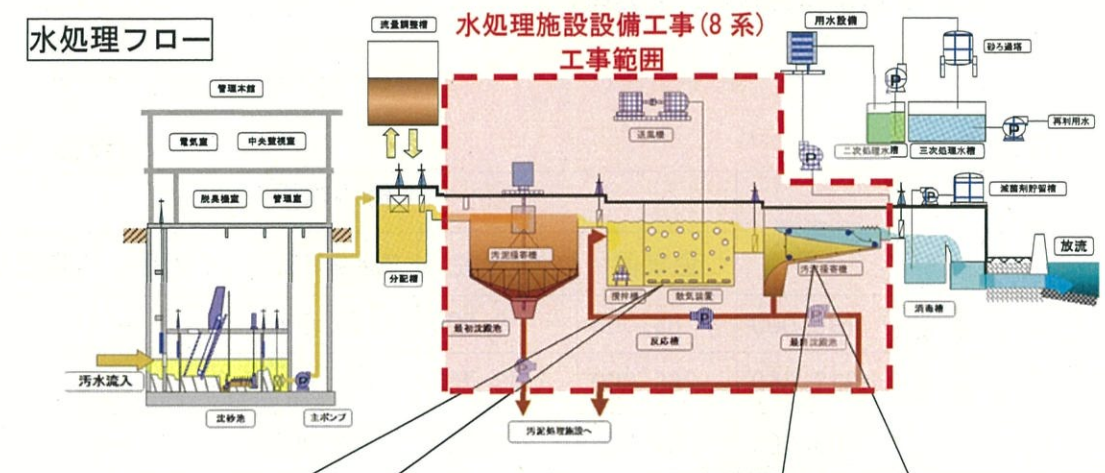 水処理フロー
流量調整槽
水処理施設設備工事(8系)
工事範囲
用水設備
砂ろ過塔
管理本館
電気室
中央監視室
送風機
二次処理水槽
三次処理水槽
再利用水
脱臭機室
管理室
滅菌剤貯留槽
放流
汚泥掻寄機
汚泥掻寄機
分配槽
撹拌機
散気装置
消毒槽
最初沈澱池
反応槽
最終沈澱池
汚水流入
沈砂池
主ポンプ
汚泥処理施設へ
P
P
P
P
P
P
P
P